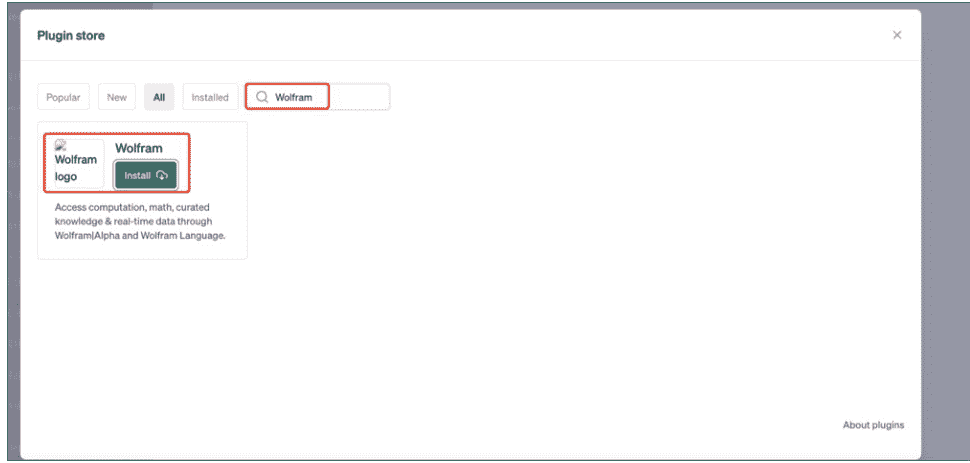 Plugin store
Popular New All Installed Wolfram
Wolfram logo
Wolfram
Install
Access computation, math, curated
knowledge & real-time data through
Wolfram|Alpha and Wolfram Language.
About plugins